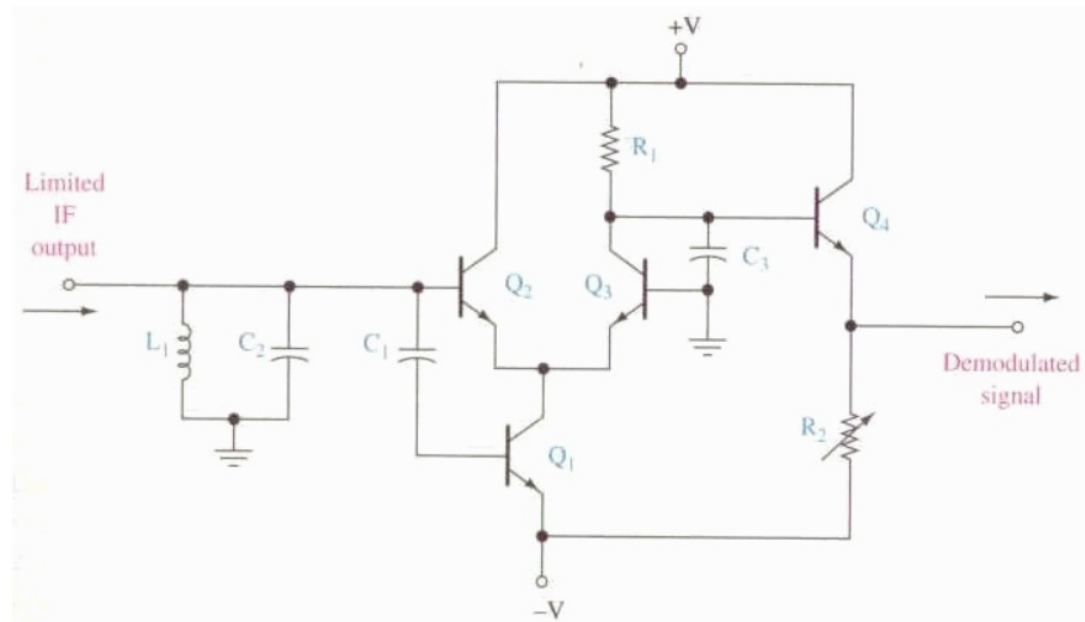 +V
R₁
Limited
IF
output
Q₄
C₃
Q₂
Q₃
L₁
C₂
C₁
Demodulated
signal
R₂
Q₁
–V